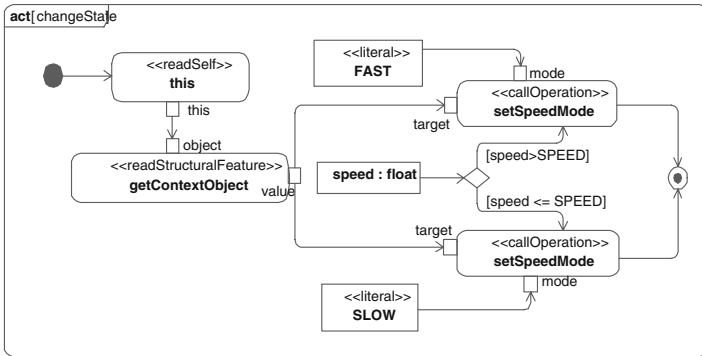 act[changeState
<<readSelf>>
this
this
object
<<readStructuralFeature>>
getContextObject
value
<<literal>>
FAST
mode
<<callOperation>>
setSpeedMode
target
[speed>SPEED]
speed : float
[speed <= SPEED]
target
<<callOperation>>
setSpeedMode
mode
<<literal>>
SLOW